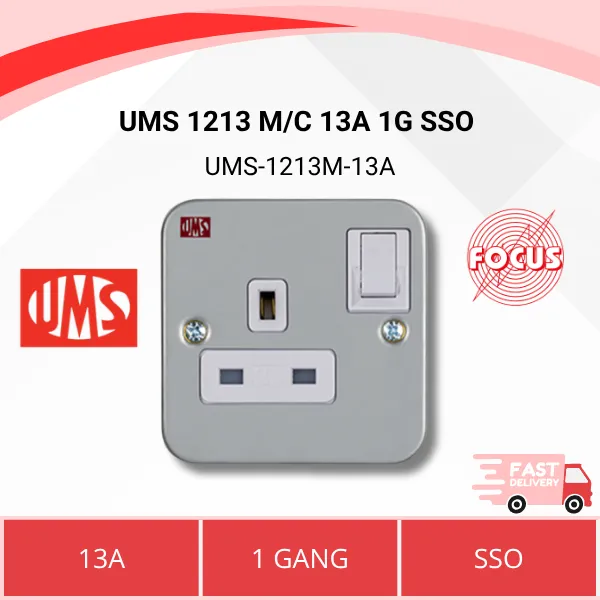 UMS 1213 M/C 13A 1G SSO
UMS-1213M-13A
UMS
UMS
FOCUS
FAST
DELIVERY
13A
1 GANG
SSO